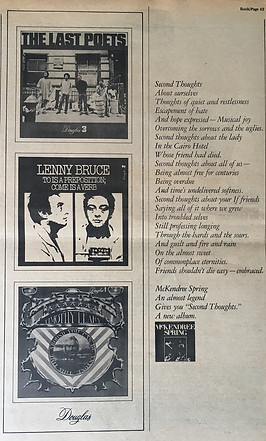 Rock/Page 63
THE LAST POETS
Douglas 3
LENNY BRUCE
TO IS A PREPOSITION;
COME IS A VERB
Douglas
Second Thoughts
About ourselves
Thoughts of quiet and restlessness
Escapement of hate
And hope expressed—Musical joy
Overcoming the sorrows and the uglies.
Second thoughts about the lady
In the Cairo Hotel
Whose friend had died.
Second thoughts about all of us—
Being almost free for centuries
Being overdue
And time's undelivered softness.
Second thoughts about your If friends
Saying all of it where we grew
Into troubled selves
Still professing longing
Through the hards and the sours.
And guilt and fire and rain
On the almost sweet
Of commonplace eternities.
Friends shouldn't die easy—embraced.
McKendree Spring
An almost legend
Gives you "Second Thoughts."
A new album.
McKENDREE
SPRING